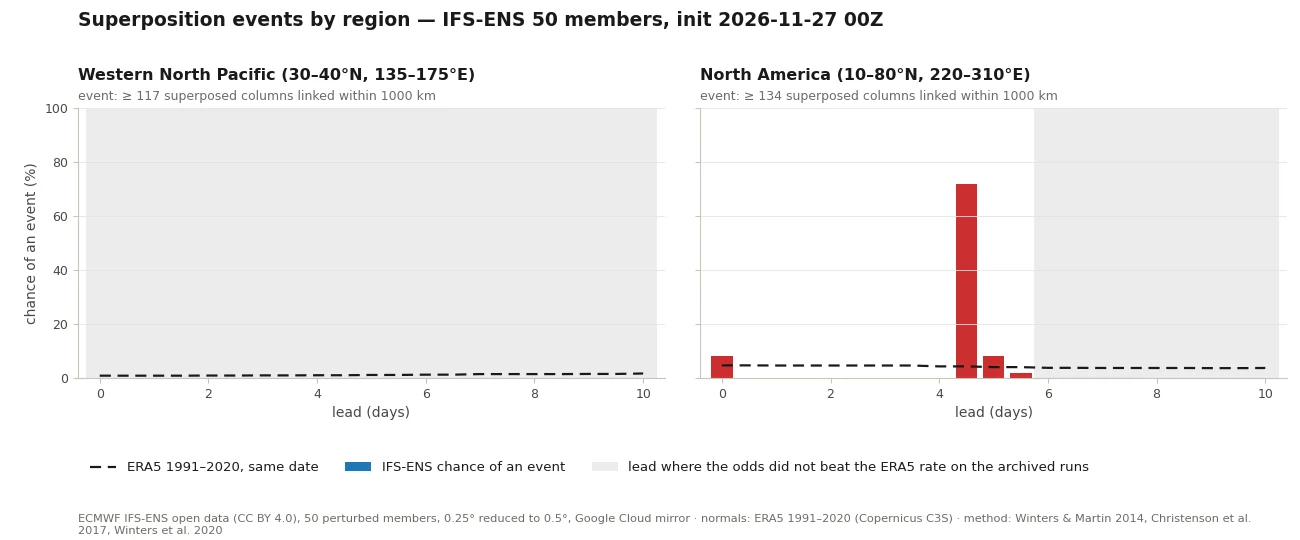 Superposition events by region — IFS-ENS 50 members, init 2026-11-27 00Z
Western North Pacific (30–40°N, 135–175°E)
event: ≥ 117 superposed columns linked within 1000 km
North America (10–80°N, 220–310°E)
event: ≥ 134 superposed columns linked within 1000 km
chance of an event (%)
100
80
60
40
20
0
0 2 4 6 8 10
lead (days)
0 2 4 6 8 10
lead (days)
ERA5 1991–2020, same date
IFS-ENS chance of an event
lead where the odds did not beat the ERA5 rate on the archived runs
ECMWF IFS-ENS open data (CC BY 4.0), 50 perturbed members, 0.25° reduced to 0.5°, Google Cloud mirror · normals: ERA5 1991–2020 (Copernicus C3S) · method: Winters & Martin 2014, Christenson et al.
2017, Winters et al. 2020